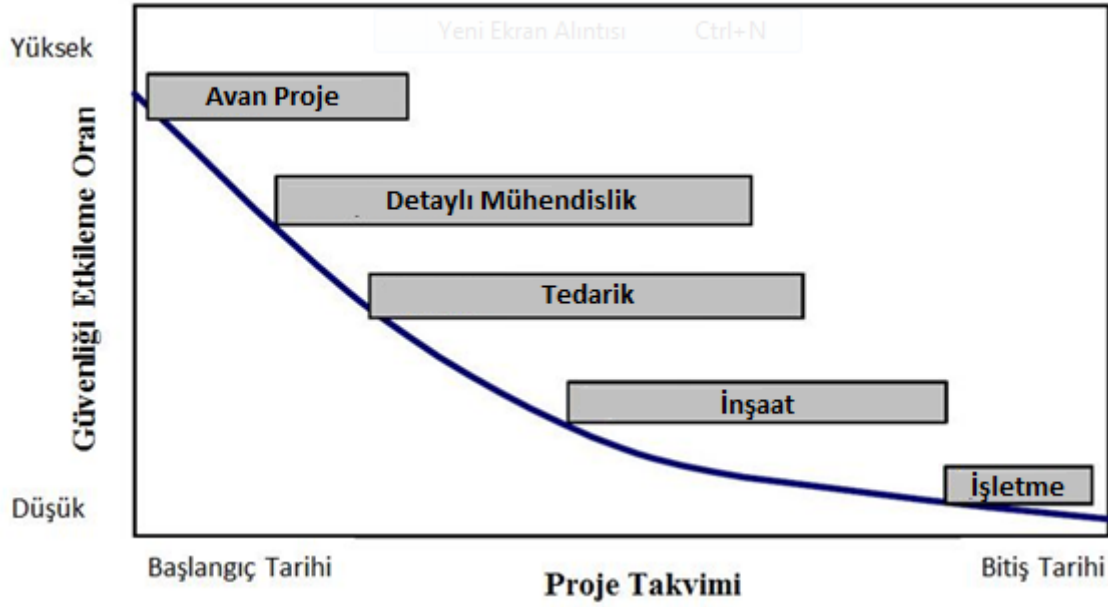 Yeni Ekran Alıntısı Ctrl+N
Yüksek
Avan Proje
Detaylı Mühendislik
Tedarik
İnşaat
İşletme
Güvenliği Etkileme Oranı
Düşük
Başlangıç Tarihi
Proje Takvimi
Bitiş Tarihi